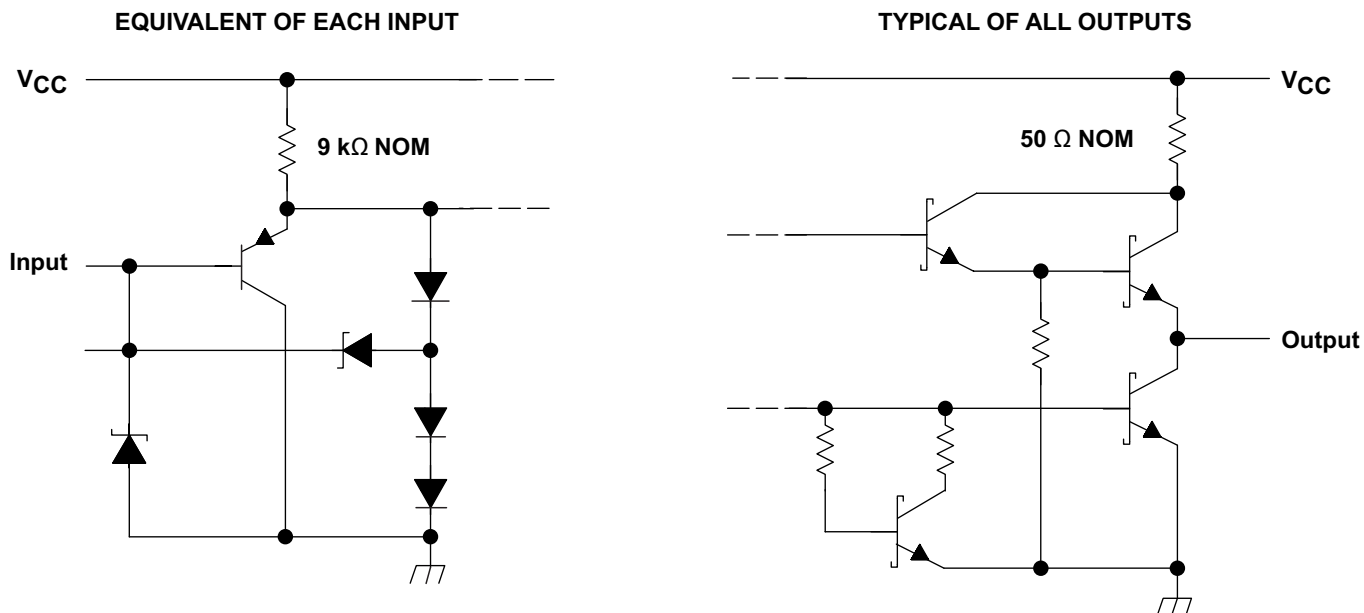 EQUIVALENT OF EACH INPUT
TYPICAL OF ALL OUTPUTS
VCC
9 kΩ NOM
Input
VCC
50 Ω NOM
Output